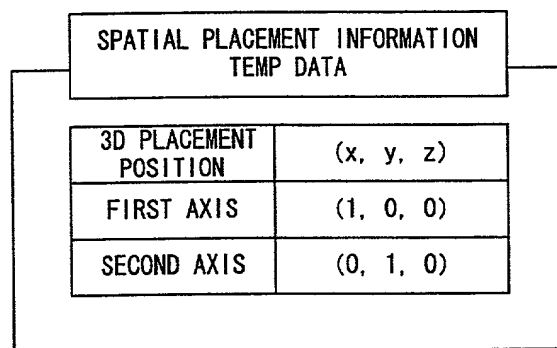 SPATIAL PLACEMENT INFORMATION
TEMP DATA
3D PLACEMENT
POSITION
(x, y, z)
FIRST AXIS
(1, 0, 0)
SECOND AXIS
(0, 1, 0)